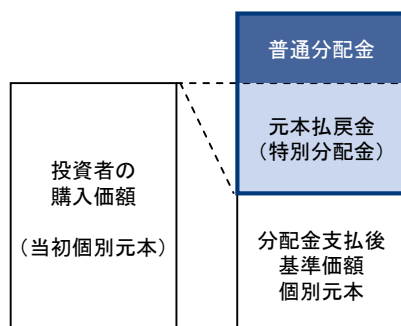 普通分配金
元本払戻金
（特別分配金）
投資者の
購入価額
（当初個別元本）
分配金支払後
基準価額
個別元本